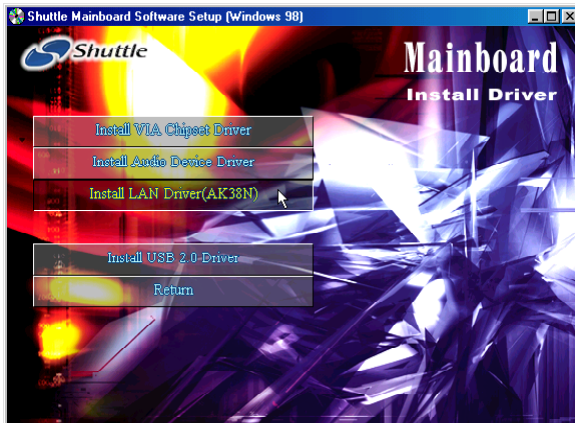 Shuttle Mainboard Software Setup (Windows 98)
Shuttle
Mainboard
Install Driver
Install VIA Chipset Driver
Install Audio Device Driver
Install LAN Driver(AK38N)
Install USB 2.0 Driver
Return